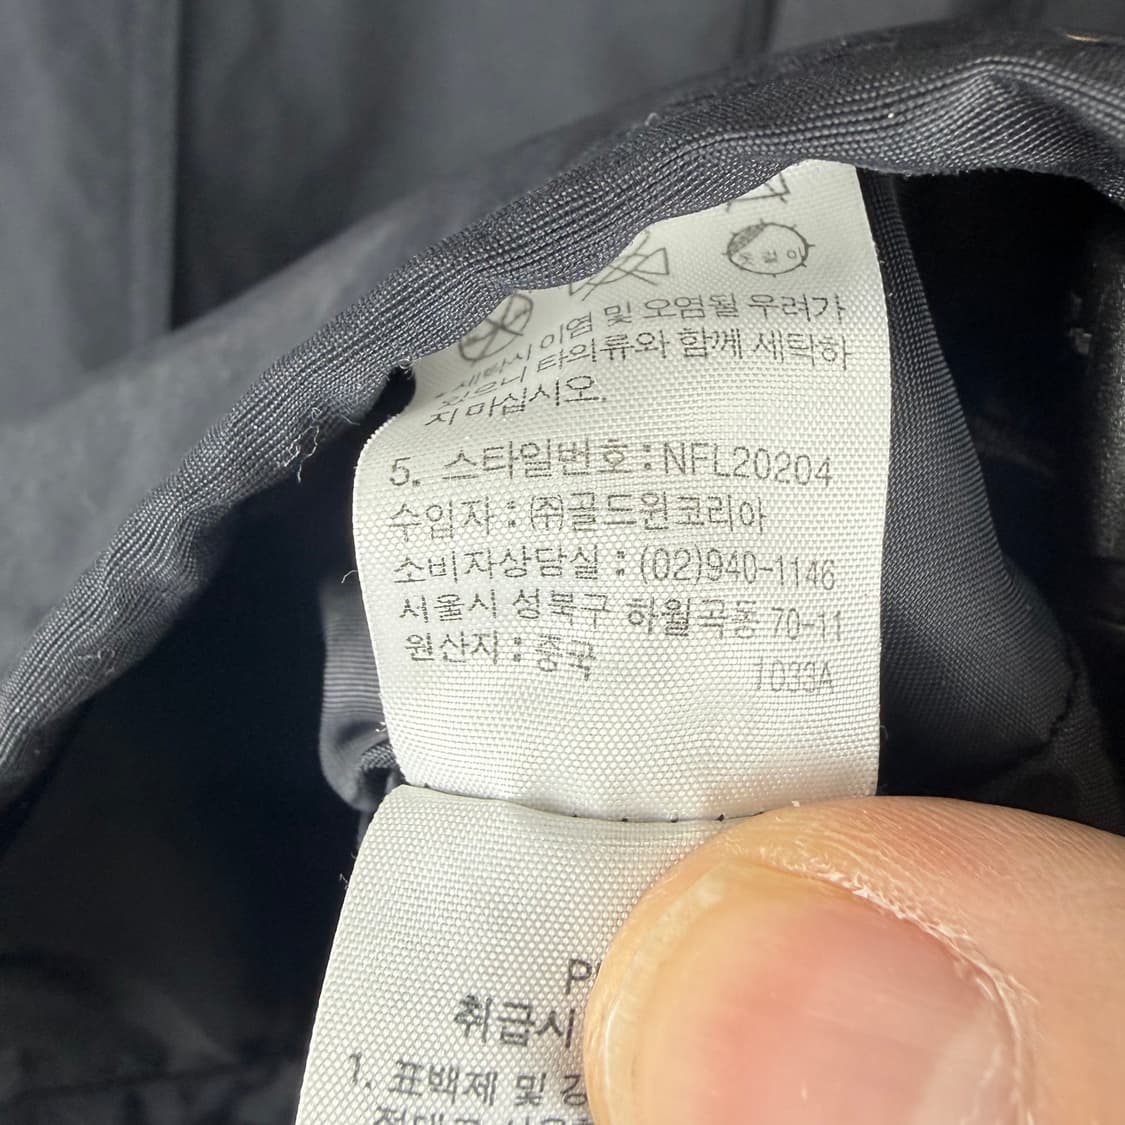 옷걸이
세탁시 이염 및 오염될 우려가
있으니 타의류와 함께 세탁하
지 마십시오.
5. 스타일번호:NFL20204
수입자:㈜골드윈코리아
소비자상담실:(02)940-1146
서울시 성북구 하월곡동 70-11
원산지:중국
1033A
취급시
1. 표백제 및